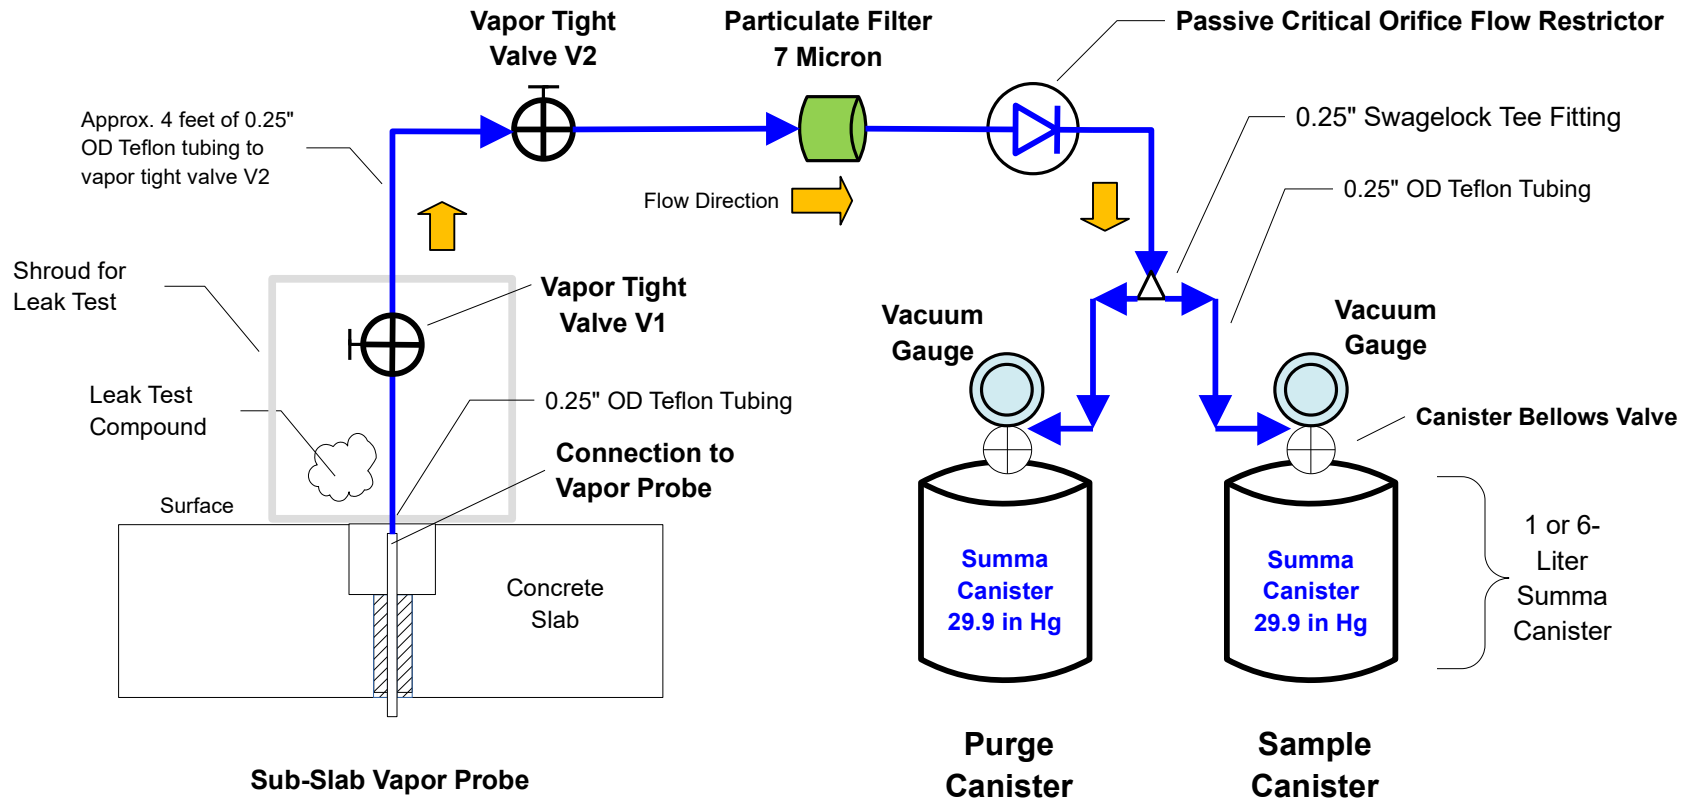 Vapor Tight
Valve V2
Particulate Filter
7 Micron
Passive Critical Orifice Flow Restrictor
Approx. 4 feet of 0.25"
OD Teflon tubing to
vapor tight valve V2
0.25" Swagelock Tee Fitting
Flow Direction
0.25" OD Teflon Tubing
Shroud for
Leak Test
Vapor Tight
Valve V1
Vacuum
Gauge
Vacuum
Gauge
Leak Test
Compound
0.25" OD Teflon Tubing
Canister Bellows Valve
Connection to
Vapor Probe
Surface
Concrete
Slab
Summa
Canister
29.9 in Hg
Summa
Canister
29.9 in Hg
1 or 6-
Liter
Summa
Canister
Sub-Slab Vapor Probe
Purge
Canister
Sample
Canister